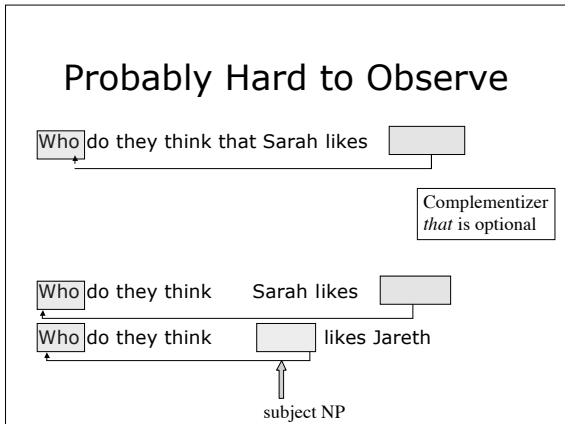 Probably Hard to Observe
Who do they think that Sarah likes
Complementizer
that is optional
Who do they think Sarah likes
Who do they think likes Jareth
subject NP